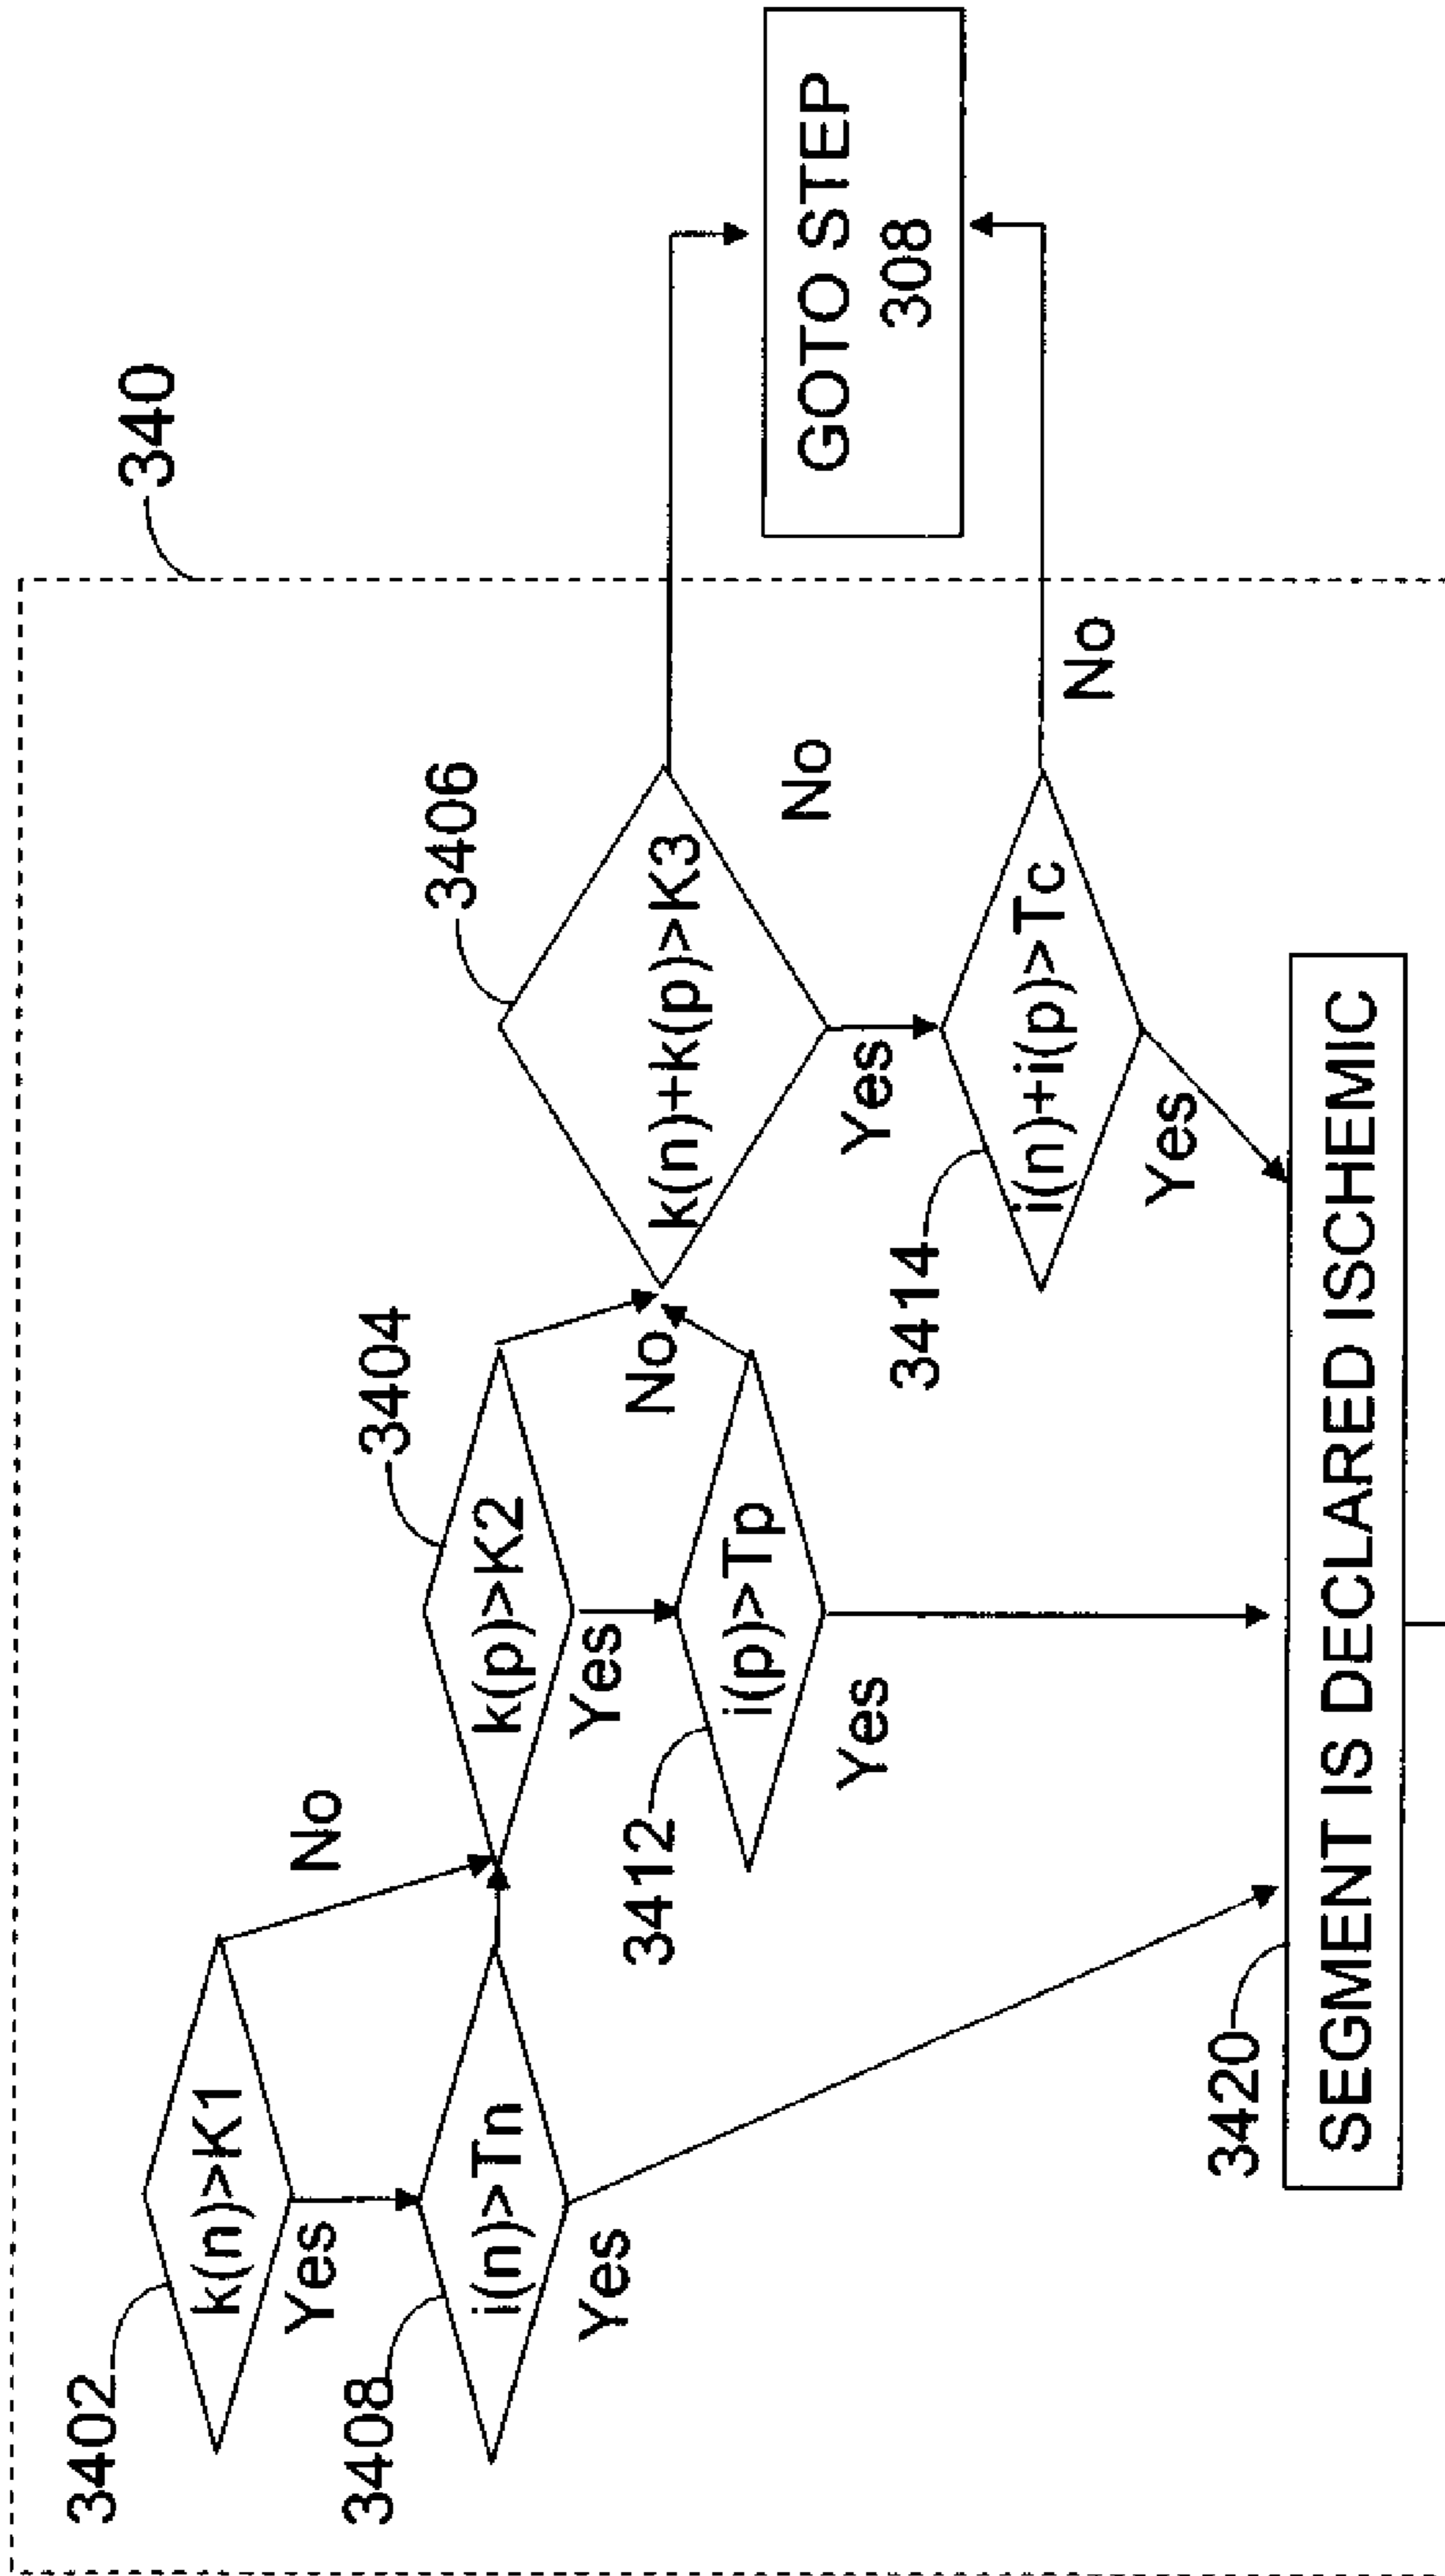 340
3402
k(n)>K1
Yes
No
3408
i(n)>Tn
Yes
3404
k(p)>K2
Yes
No
3412
i(p)>Tp
Yes
3406
k(n)+k(p)>K3
Yes
No
3414
i(n)+i(p)>Tc
Yes
No
GOTO STEP
308
3420
SEGMENT IS DECLARED ISCHEMIC